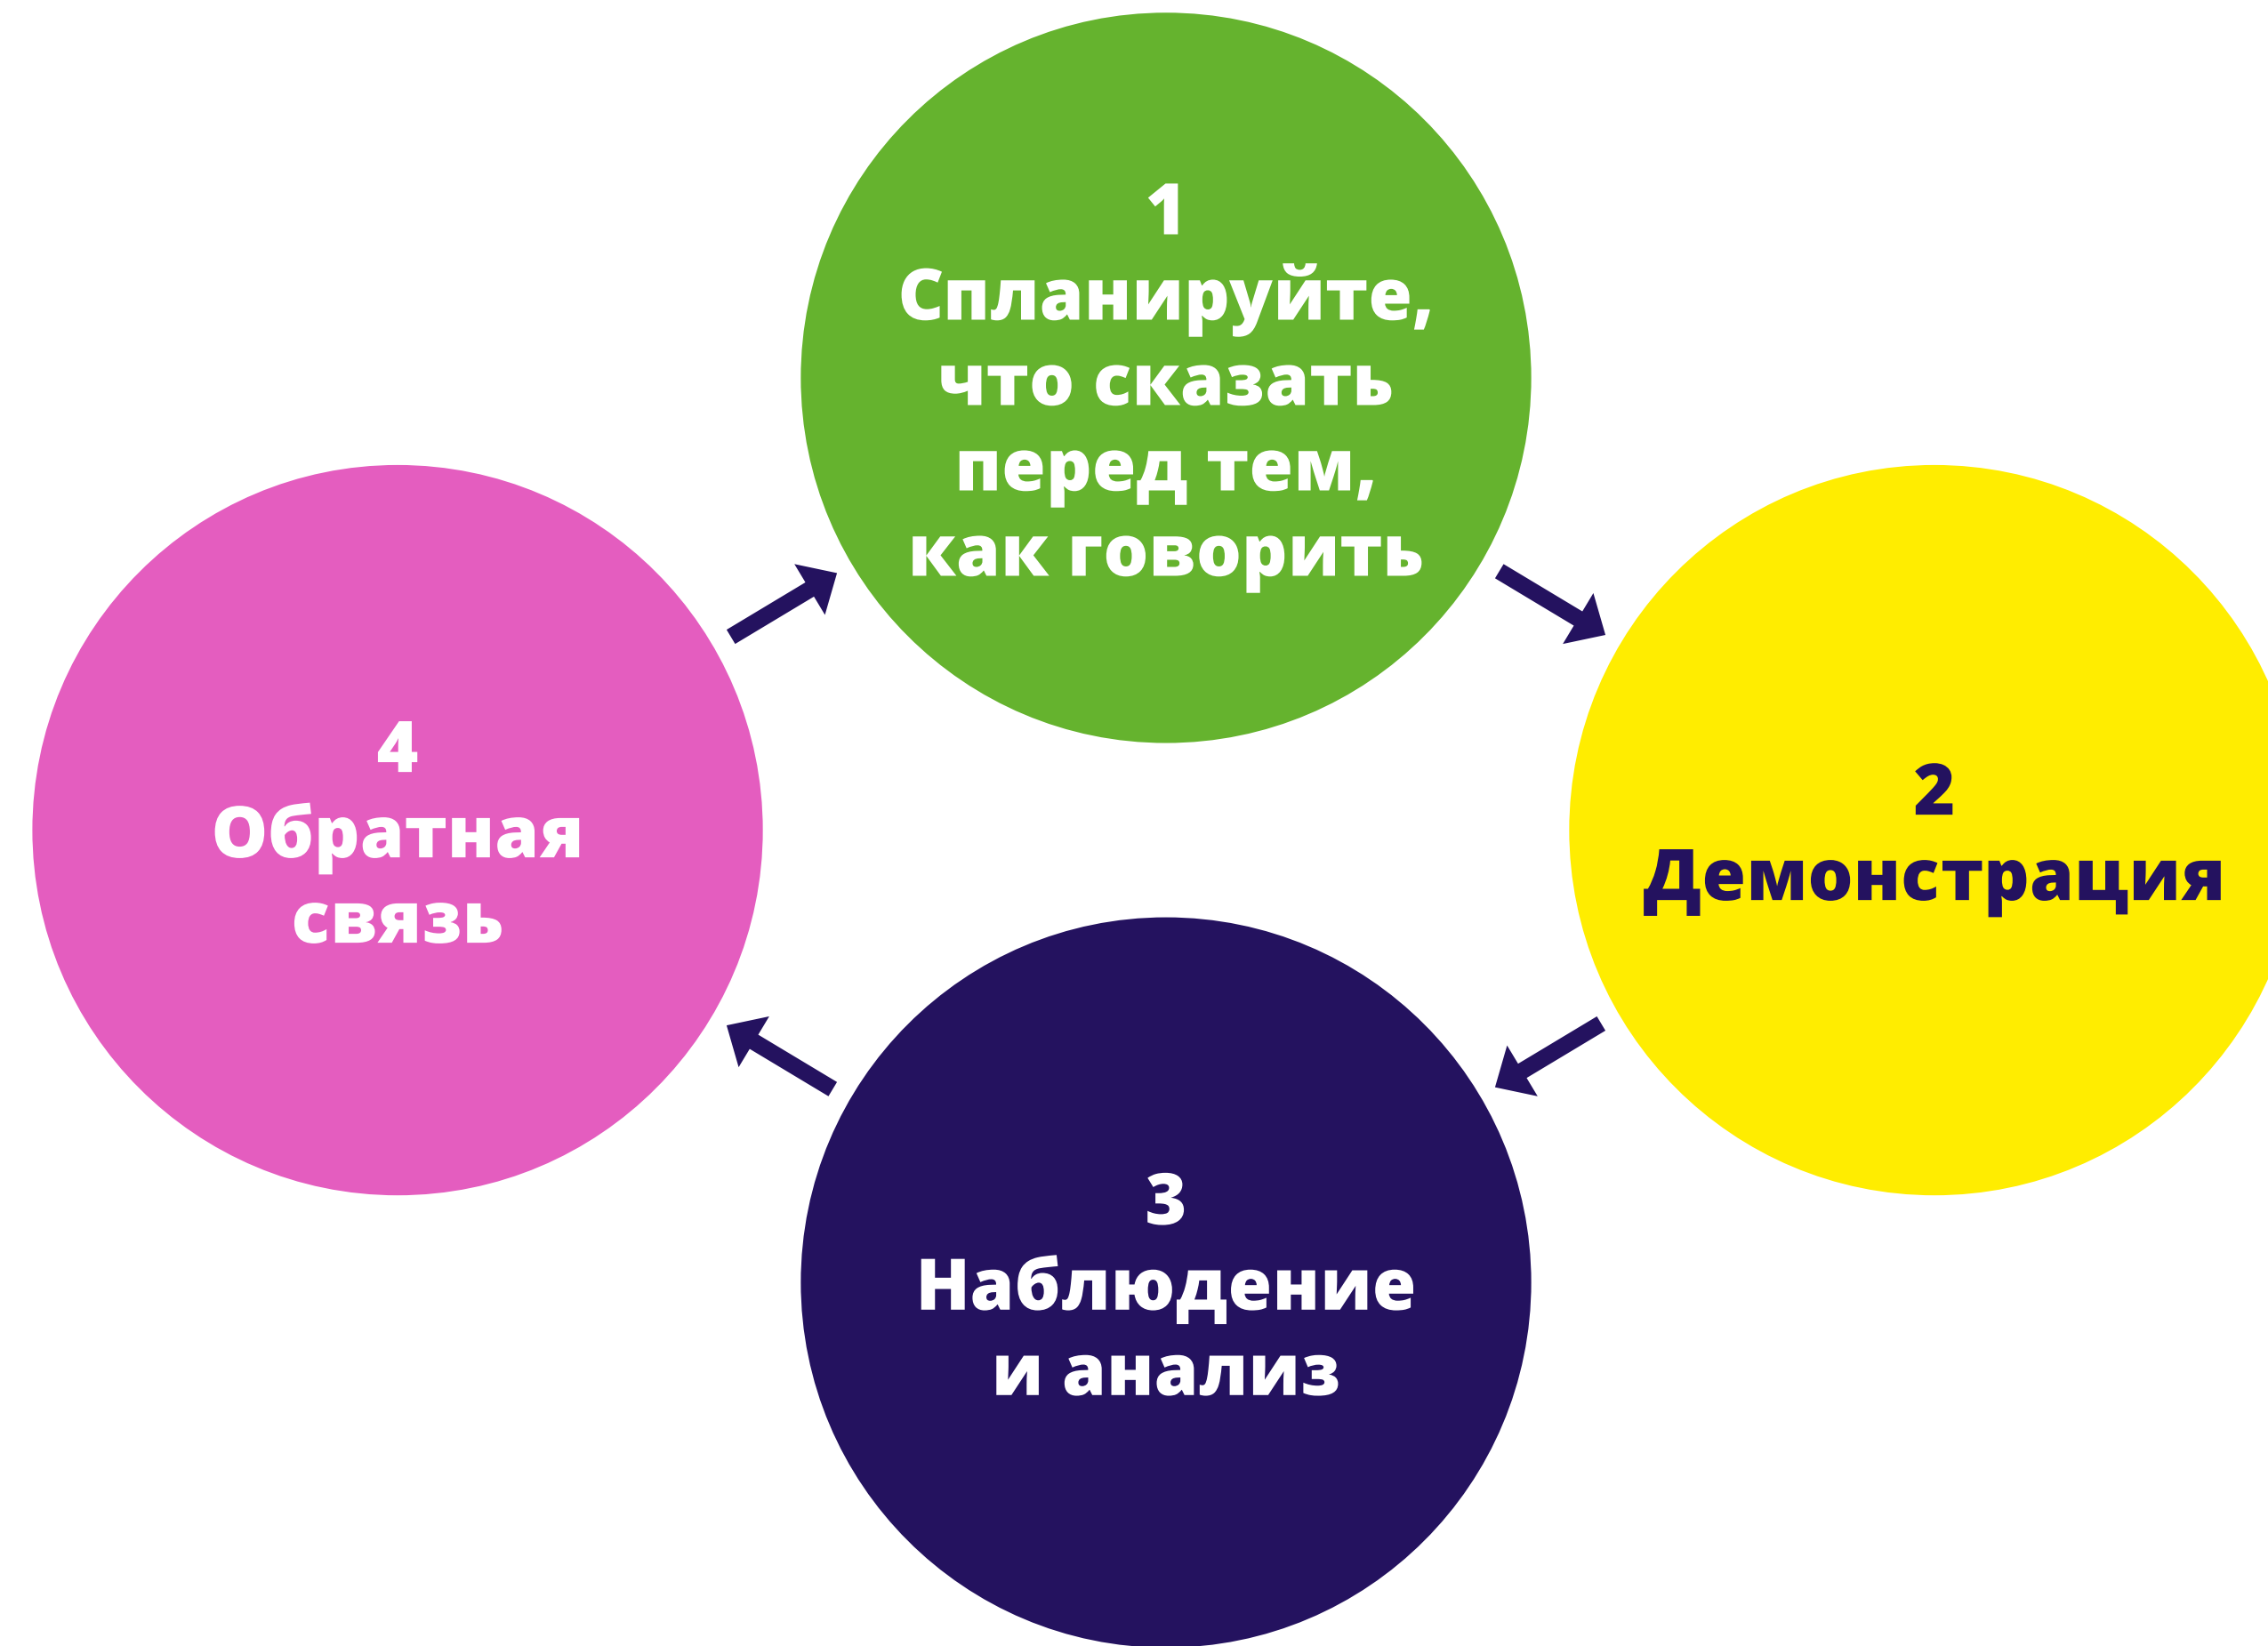 1
Спланируйте,
что сказать
перед тем,
как говорить
2
Демонстрация
3
Наблюдение
и анализ
4
Обратная
связь